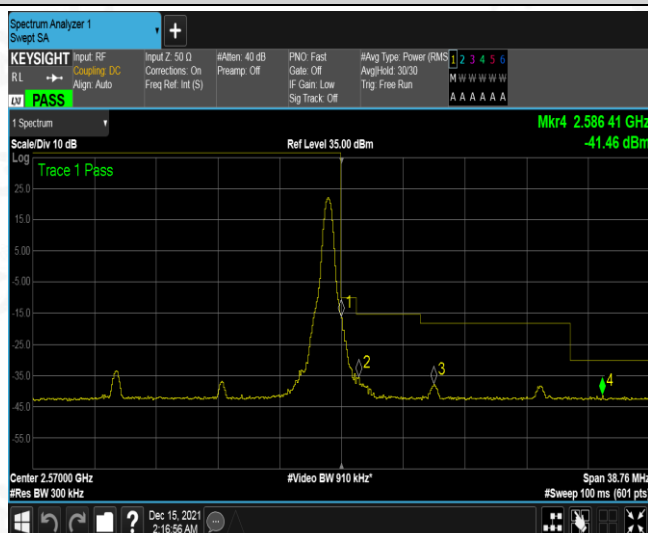 Spectrum Analyzer 1
Swept SA
+
KEYSIGHT
RL
LXI PASS
Input: RF
Coupling: DC
Align: Auto
Input Z: 50 Ω
Corrections: On
Freq Ref: Int (S)
#Atten: 40 dB
Preamp: Off
PNO: Fast
Gate: Off
IF Gain: Low
Sig Track: Off
#Avg Type: Power (RMS
Avg|Hold: 30/30
Trig: Free Run
1 2 3 4 5 6
M W W W W W
A A A A A A
1 Spectrum
Scale/Div 10 dB
Ref Level 35.00 dBm
Mkr4 2.586 41 GHz
-41.46 dBm
Log
Trace 1 Pass
25.0
15.0
5.00
-5.00
-15.0
-25.0
-35.0
-45.0
-55.0
1
2
3
4
Center 2.57000 GHz
#Video BW 910 kHz*
Span 38.76 MHz
#Res BW 300 kHz
#Sweep 100 ms (601 pts)
?
Dec 15, 2021
2:16:56 AM